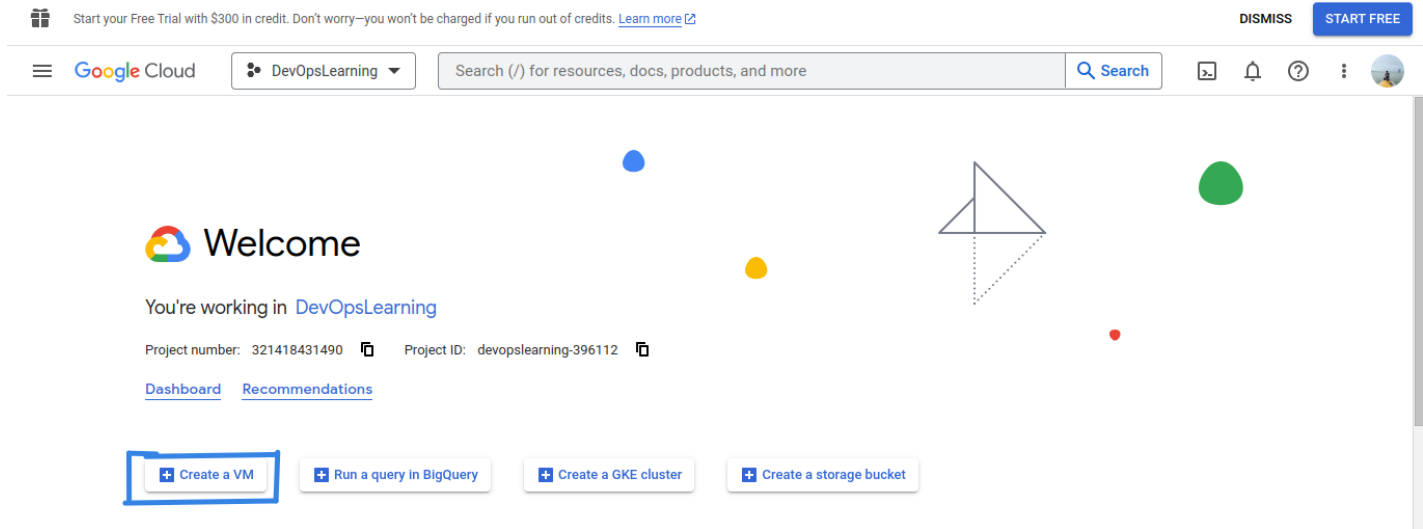 Start your Free Trial with $300 in credit. Don't worry—you won't be charged if you run out of credits. Learn more
DISMISS
START FREE
Google Cloud
DevOpsLearning
Search (/) for resources, docs, products, and more
Search
Welcome
You're working in DevOpsLearning
Project number: 321418431490 Project ID: devopslearning-396112
Dashboard Recommendations
Create a VM Run a query in BigQuery Create a GKE cluster Create a storage bucket